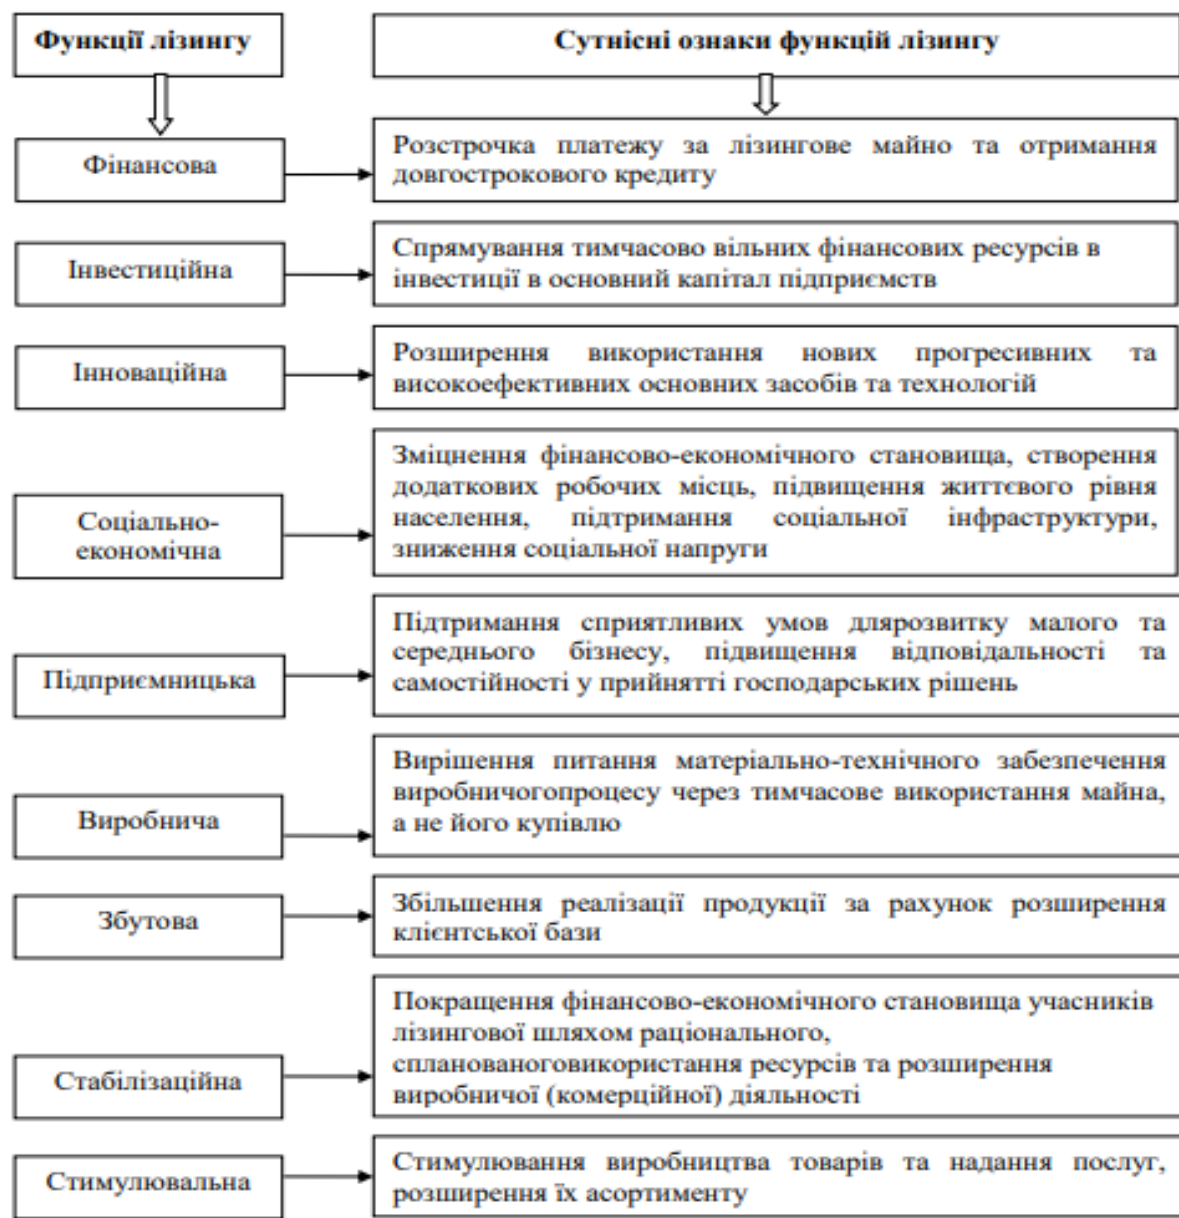 Функції лізингу
Сутнісні ознаки функцій лізингу
Фінансова
Розстрочка платежу за лізингове майно та отримання
довгострокового кредиту
Інвестиційна
Спрямування тимчасово вільних фінансових ресурсів в
інвестиції в основний капітал підприємств
Інноваційна
Розширення використання нових прогресивних та
високоефективних основних засобів та технологій
Соціально-
економічна
Зміцнення фінансово-економічного становища, створення
додаткових робочих місць, підвищення життєвого рівня
населення, підтримання соціальної інфраструктури,
зниження соціальної напруги
Підприємницька
Підтримання сприятливих умов длярозвитку малого та
середнього бізнесу, підвищення відповідальності та
самостійності у прийнятті господарських рішень
Виробнича
Вирішення питання матеріально-технічного забезпечення
виробничогопроцесу через тимчасове використання майна,
а не його купівлю
Збутова
Збільшення реалізації продукції за рахунок розширення
клієнтської бази
Стабілізаційна
Покращення фінансово-економічного становища учасників
лізингової шляхом раціонального,
спланованоговикористання ресурсів та розширення
виробничої (комерційної) діяльності
Стимулювальна
Стимулювання виробництва товарів та надання послуг,
розширення їх асортименту